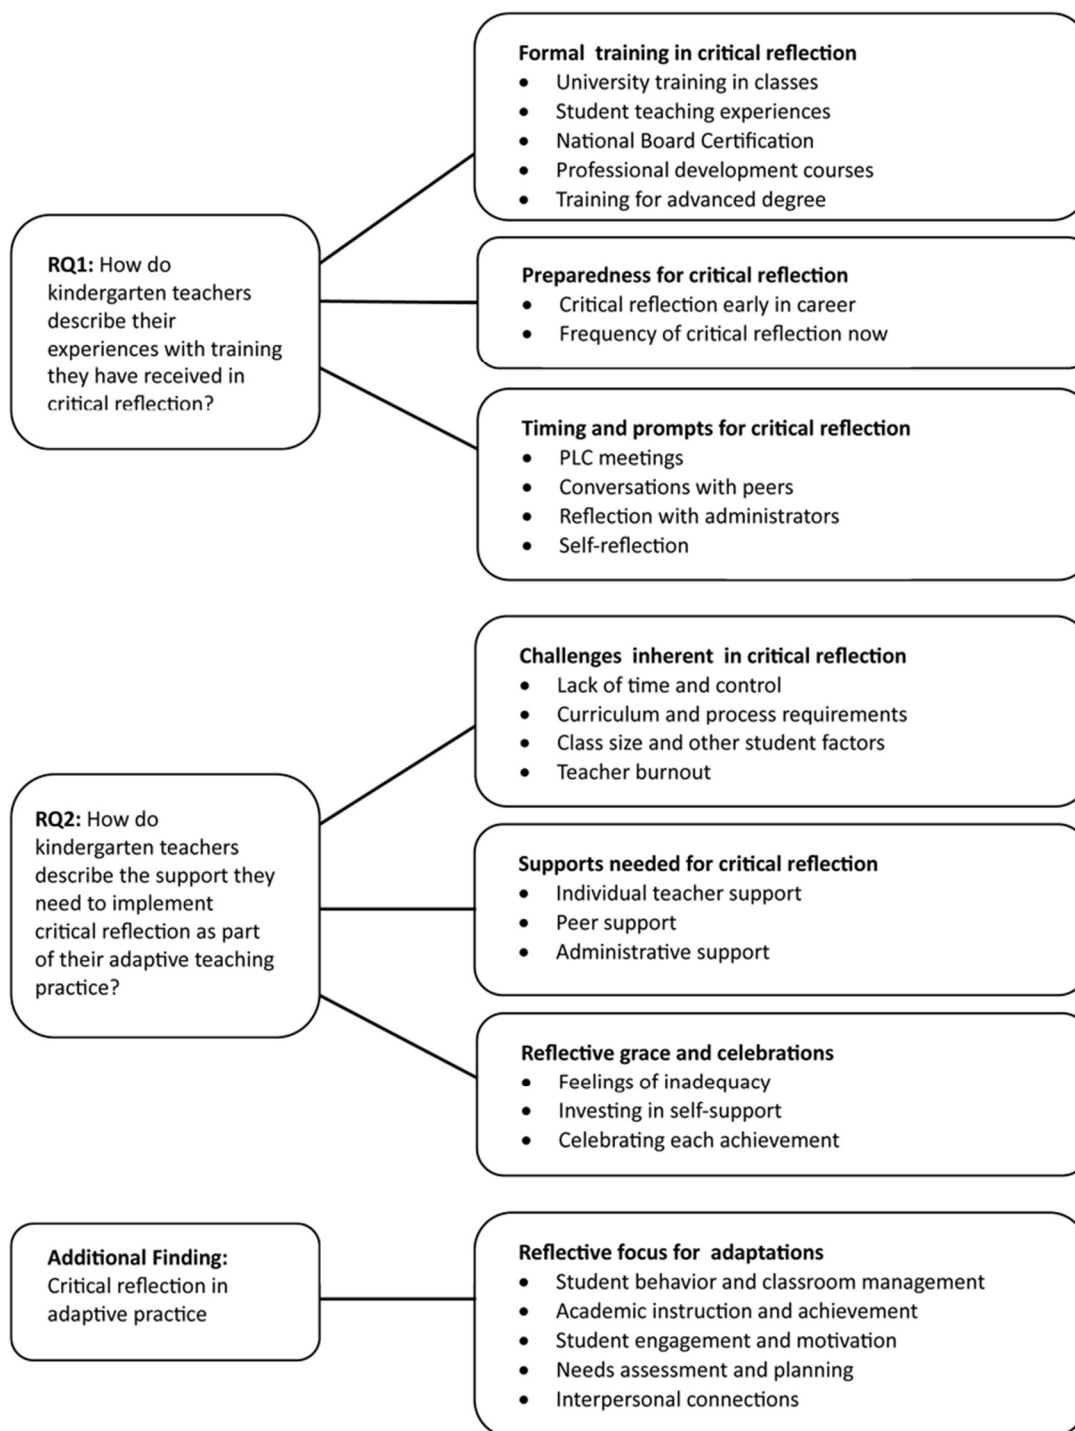 Formal training in critical reflection
• University training in classes
• Student teaching experiences
• National Board Certification
• Professional development courses
• Training for advanced degree
RQ1: How do
kindergarten teachers
describe their
experiences with training
they have received in
critical reflection?
Preparedness for critical reflection
• Critical reflection early in career
• Frequency of critical reflection now
Timing and prompts for critical reflection
• PLC meetings
• Conversations with peers
• Reflection with administrators
• Self-reflection
Challenges inherent in critical reflection
• Lack of time and control
• Curriculum and process requirements
• Class size and other student factors
• Teacher burnout
RQ2: How do
kindergarten teachers
describe the support they
need to implement
critical reflection as part
of their adaptive teaching
practice?
Supports needed for critical reflection
• Individual teacher support
• Peer support
• Administrative support
Reflective grace and celebrations
• Feelings of inadequacy
• Investing in self-support
• Celebrating each achievement
Additional Finding:
Critical reflection in
adaptive practice
Reflective focus for adaptations
• Student behavior and classroom management
• Academic instruction and achievement
• Student engagement and motivation
• Needs assessment and planning
• Interpersonal connections